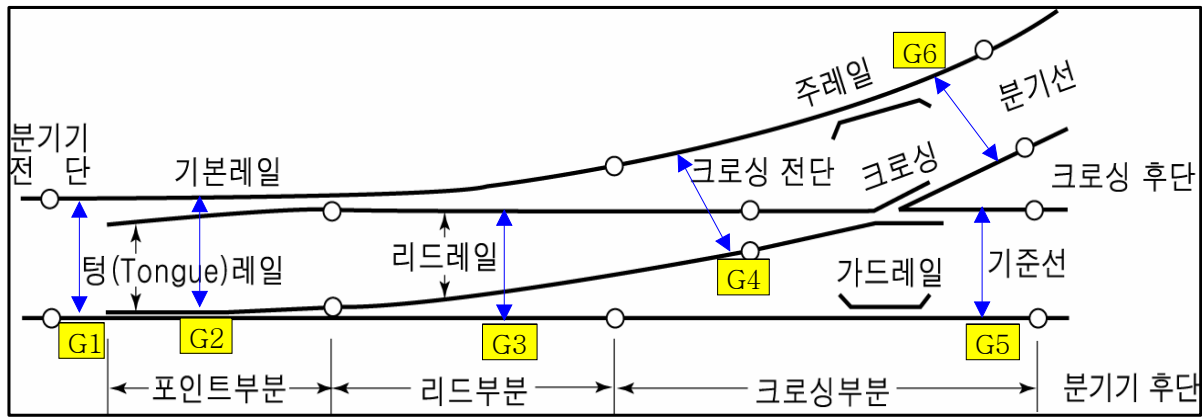 G6
주레일
분기선
분기기
전 단
기본레일
크로싱 전단
크로싱
크로싱 후단
텅(Tongue)레일
리드레일
G4
가드레일
기준선
G1
G2
G3
G5
포인트부분
리드부분
크로싱부분
분기기 후단